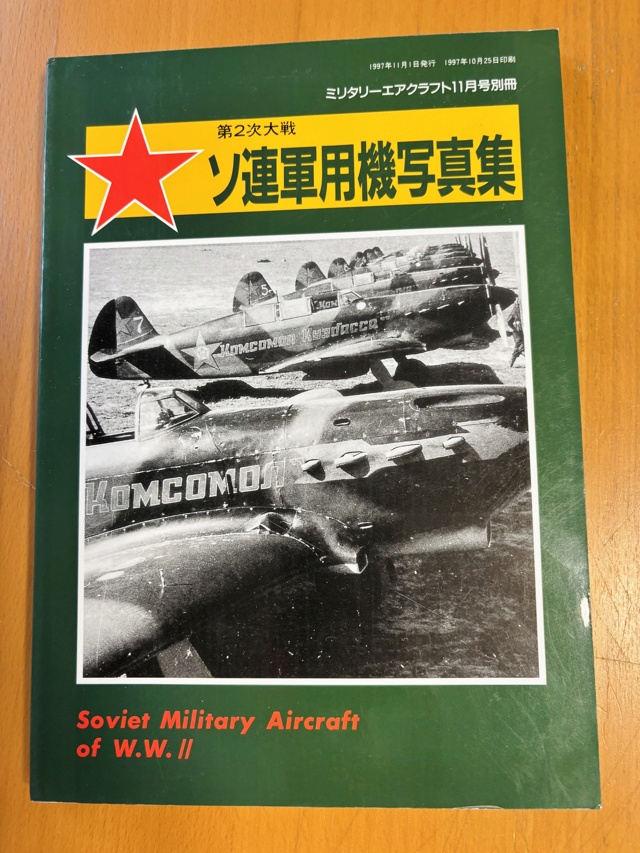 1997年11月1日発行 1997年10月25日印刷
ミリタリーエアクラフト11月号別冊
第2次大戦
ソ連軍用機写真集
7
5
Комсомол Кузбасса
Комсомол
Soviet Military Aircraft
of W.W.II